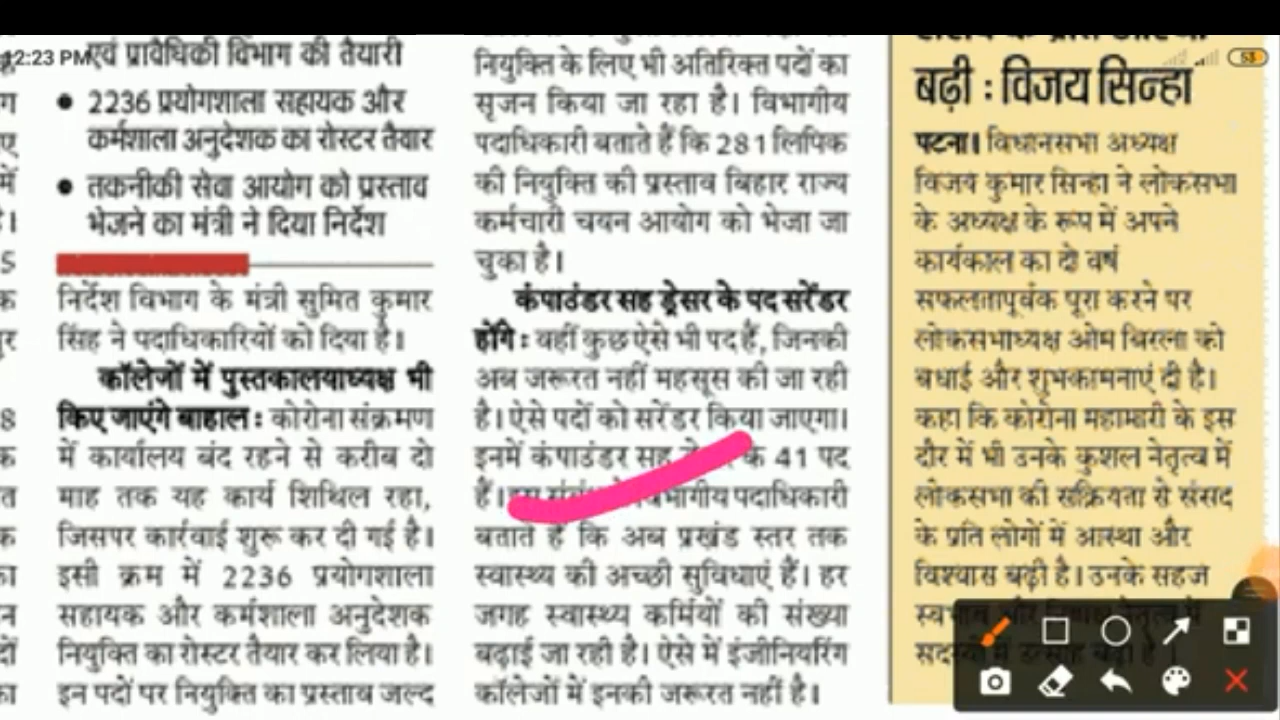 12:23 PM
एवं प्रावैधिकी विभाग की तैयारी
● 2236 प्रयोगशाला सहायक और
कर्मशाला अनुदेशक का रोस्टर तैयार
● तकनीकी सेवा आयोग को प्रस्ताव
भेजने का मंत्री ने दिया निर्देश
निर्देश विभाग के मंत्री सुमित कुमार
सिंह ने पदाधिकारियों को दिया है।
कॉलेजों में पुस्तकालयाध्यक्ष भी
किए जाएंगे बाहाल : कोरोना संक्रमण
में कार्यालय बंद रहने से करीब दो
माह तक यह कार्य शिथिल रहा,
जिसपर कार्रवाई शुरू कर दी गई है।
इसी क्रम में 2236 प्रयोगशाला
सहायक और कर्मशाला अनुदेशक
नियुक्ति का रोस्टर तैयार कर लिया है।
इन पदों पर नियुक्ति का प्रस्ताव जल्द
नियुक्ति के लिए भी अतिरिक्त पदों का
सृजन किया जा रहा है। विभागीय
पदाधिकारी बताते हैं कि 281 लिपिक
की नियुक्ति की प्रस्ताव बिहार राज्य
कर्मचारी चयन आयोग को भेजा जा
चुका है।
कंपाउंडर सह ड्रेसर के पद सरेंडर
होंगे : वहीं कुछ ऐसे भी पद हैं, जिनकी
अब जरूरत नहीं महसूस की जा रही
है। ऐसे पदों को सरेंडर किया जाएगा।
इनमें कंपाउंडर सह के 41 पद
हैं। विभागीय पदाधिकारी
बताते हैं कि अब प्रखंड स्तर तक
स्वास्थ्य की अच्छी सुविधाएं हैं। हर
जगह स्वास्थ्य कर्मियों की संख्या
बढ़ाई जा रही है। ऐसे में इंजीनियरिंग
कॉलेजों में इनकी जरूरत नहीं है।
बढ़ी : विजय सिन्हा
पटना। विधानसभा अध्यक्ष
विजय कुमार सिन्हा ने लोकसभा
के अध्यक्ष के रूप में अपने
कार्यकाल का दो वर्ष
सफलतापूर्वक पूरा करने पर
लोकसभाध्यक्ष ओम बिरला को
बधाई और शुभकामनाएं दी है।
कहा कि कोरोना महामारी के इस
दौर में भी उनके कुशल नेतृत्व में
लोकसभा की सक्रियता से संसद
के प्रति लोगों में आस्था और
विश्वास बढ़ी है। उनके सहज
53